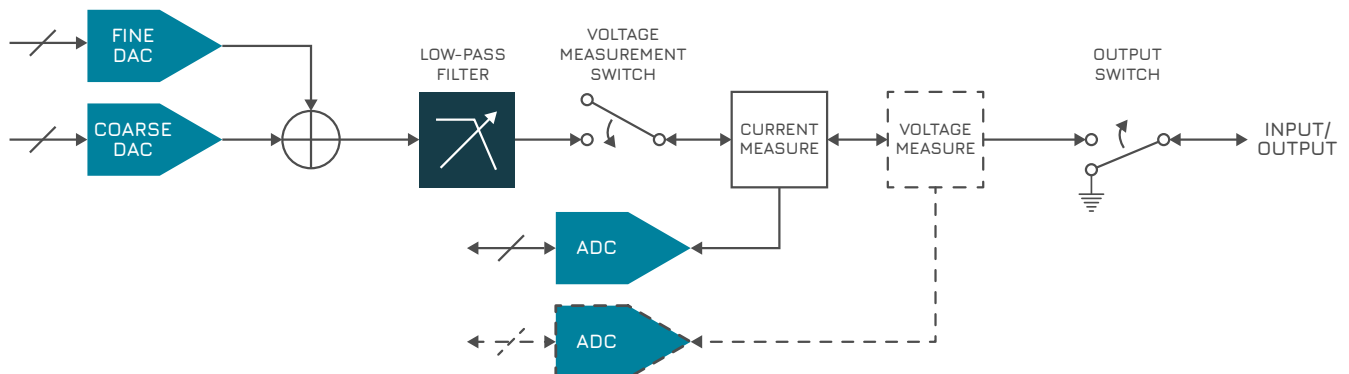 FINE
DAC
COARSE
DAC
LOW-PASS
FILTER
VOLTAGE
MEASUREMENT
SWITCH
CURRENT
MEASURE
VOLTAGE
MEASURE
OUTPUT
SWITCH
INPUT/
OUTPUT
ADC
ADC